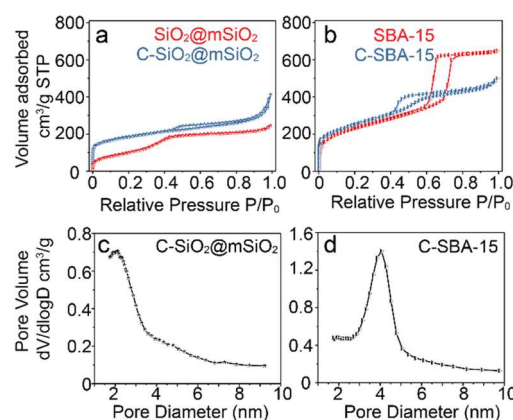 a
SiO₂@mSiO₂
C-SiO₂@mSiO₂
b
SBA-15
C-SBA-15
Volume adsorbed
cm³/g STP
800
600
400
200
0
0.0 0.2 0.4 0.6 0.8 1.0
Relative Pressure P/P₀
800
600
400
200
0
0.0 0.2 0.4 0.6 0.8 1.0
Relative Pressure P/P₀
c
C-SiO₂@mSiO₂
d
C-SBA-15
Pore Volume
dV/dlogD cm³/g
0.8
0.6
0.4
0.2
0.0
2 4 6 8 10
Pore Diameter (nm)
1.6
1.2
0.8
0.4
0
2 4 6 8 10
Pore Diameter (nm)